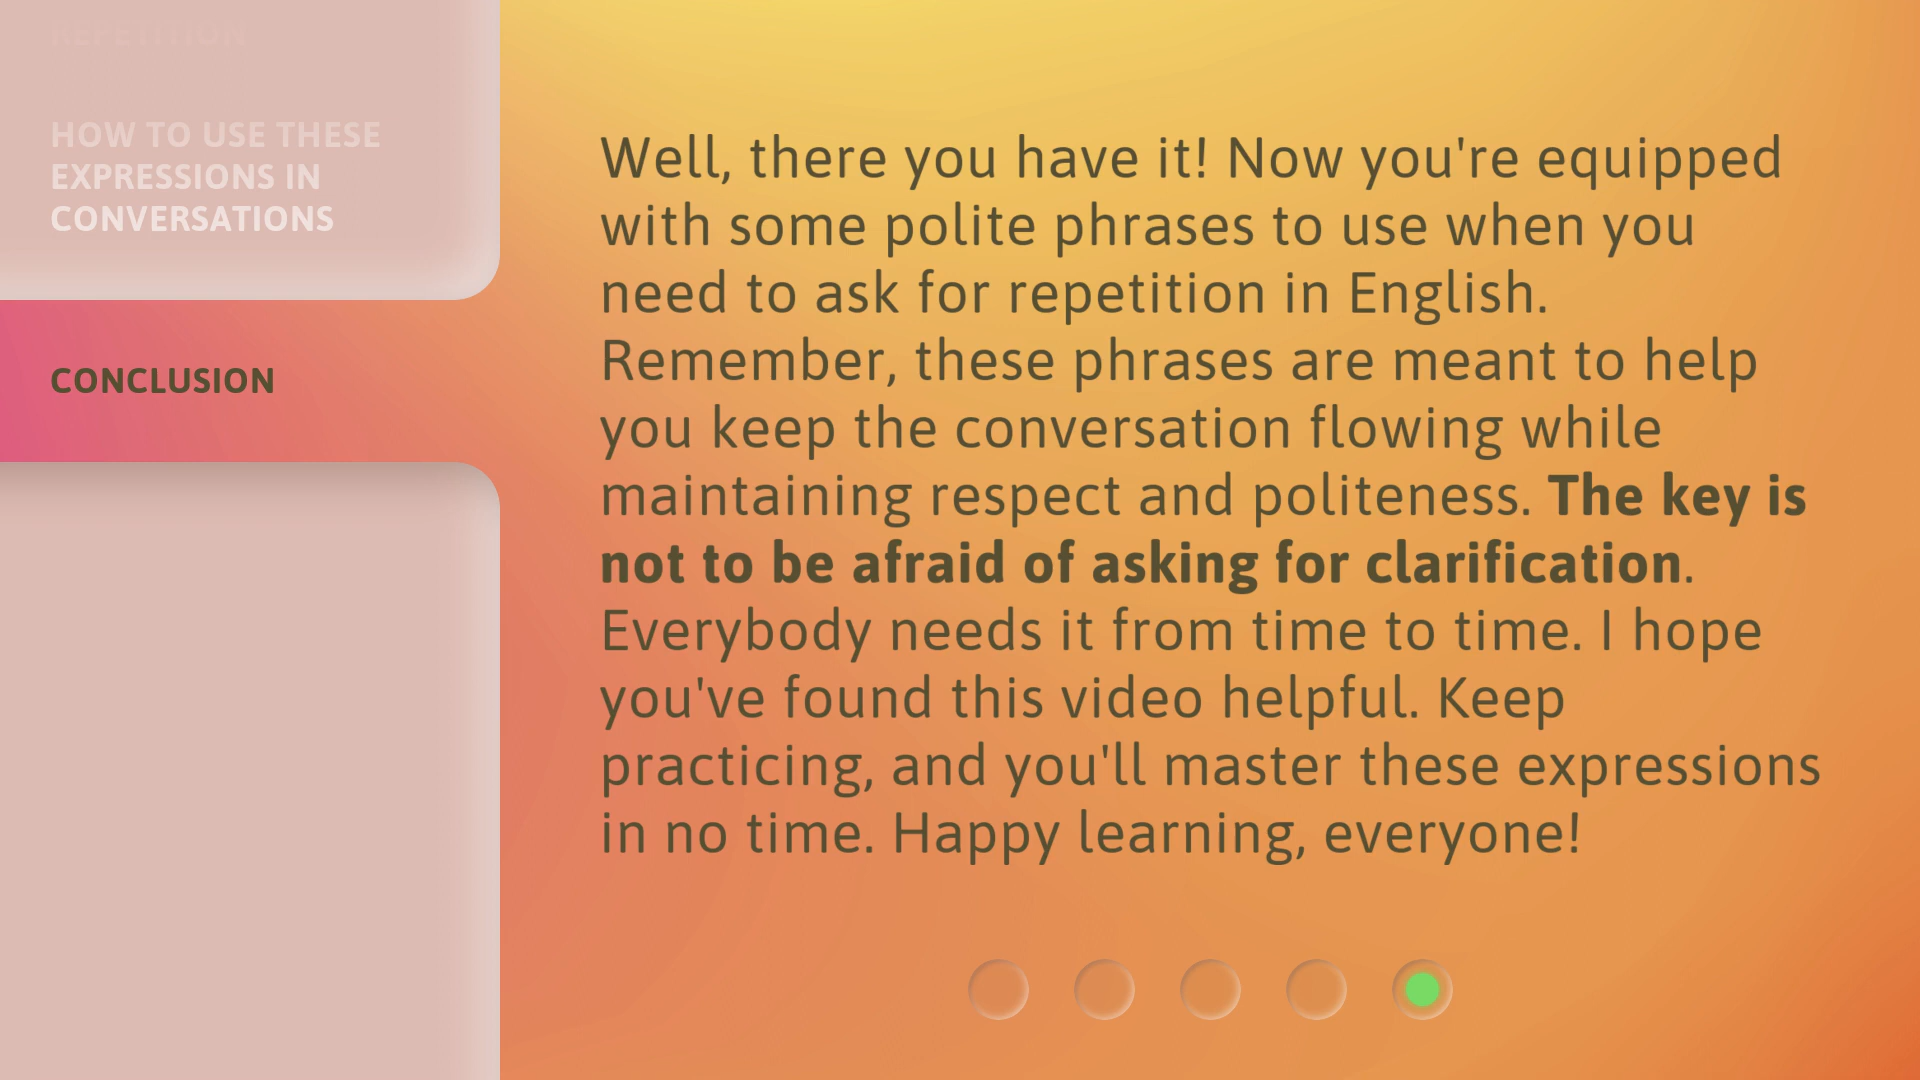 REPETITION
HOW TO USE THESE
EXPRESSIONS IN
CONVERSATIONS
CONCLUSION
Well, there you have it! Now you're equipped
with some polite phrases to use when you
need to ask for repetition in English.
Remember, these phrases are meant to help
you keep the conversation flowing while
maintaining respect and politeness. The key is
not to be afraid of asking for clarification.
Everybody needs it from time to time. I hope
you've found this video helpful. Keep
practicing, and you'll master these expressions
in no time. Happy learning, everyone!